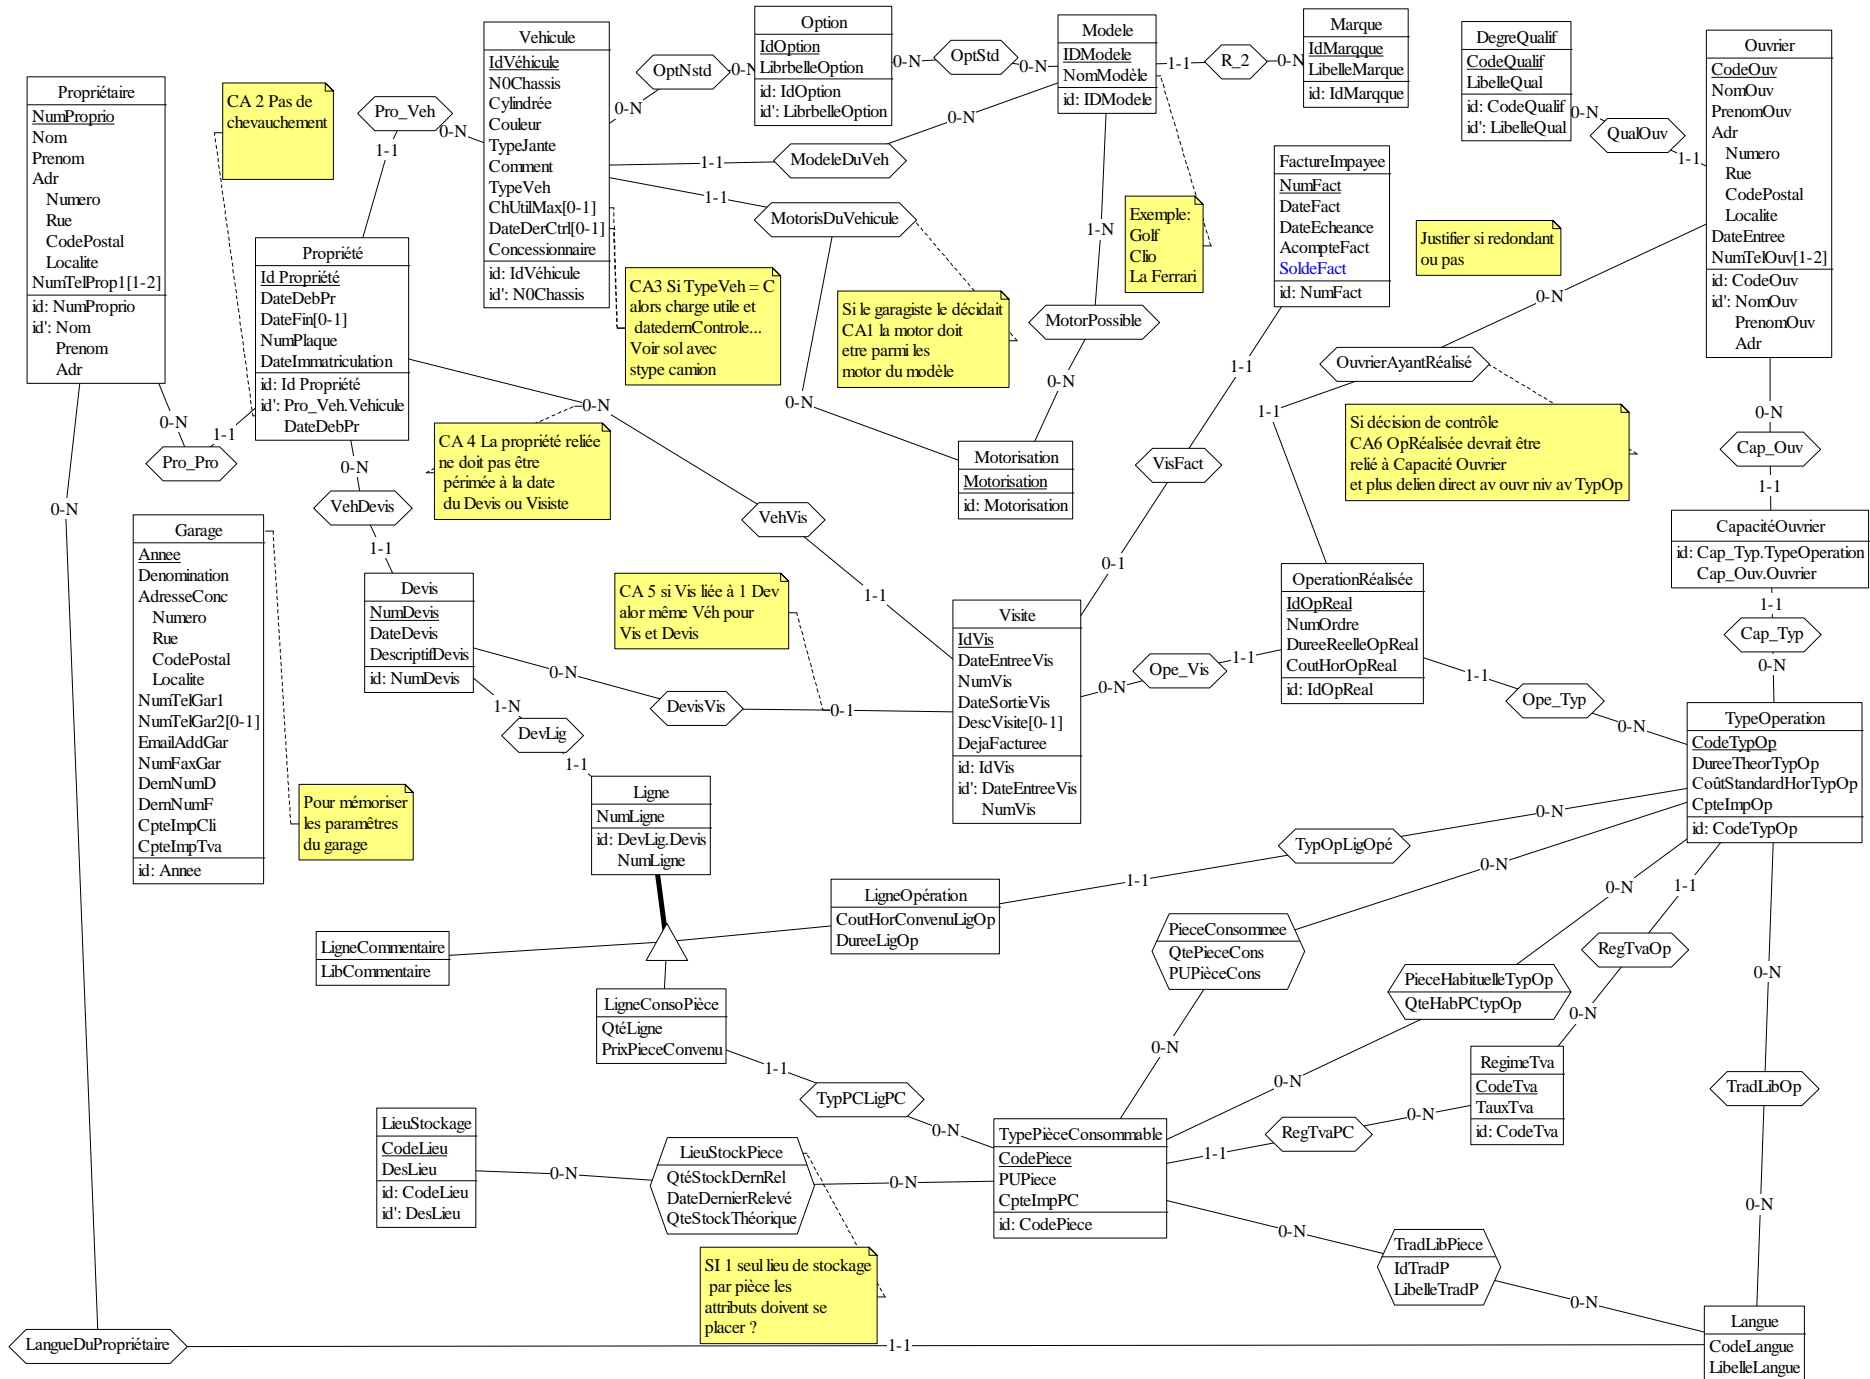 Propriétaire
NumProprio
Nom
Prenom
Adr
Numero
Rue
CodePostal
Localite
NumTelProp1[1-2]
id: NumProprio
id': Nom
Prenom
Adr
CA 2 Pas de
chevauchement
Pro_Veh
0-N
1-1
Vehicule
IdVéhicule
N0Chassis
Cylindrée
Couleur
TypeJante
Comment
TypeVeh
ChUtilMax[0-1]
DateDerCtrl[0-1]
Concessionnaire
id: IdVéhicule
id': N0Chassis
OptNstd
0-N
0-N
Option
IdOption
LibrbelleOption
id: IdOption
id': LibrbelleOption
0-N
OptStd
0-N
Modele
IDModele
NomModèle
id: IDModele
1-1
R_2
0-N
Marque
IdMarqque
LibelleMarque
id: IdMarqque
DegreQualif
CodeQualif
LibelleQual
id: CodeQualif
id': LibelleQual
0-N
QualOuv
1-1
Ouvrier
CodeOuv
NomOuv
PrenomOuv
Adr
Numero
Rue
CodePostal
Localite
DateEntree
NumTelOuv[1-2]
id: CodeOuv
id': NomOuv
PrenomOuv
Adr
1-1
ModeleDuVeh
0-N
1-1
MotorisDuVehicule
0-N
1-N
MotorPossible
0-N
Exemple:
Golf
Clio
La Ferrari
FactureImpayee
NumFact
DateFact
DateEcheance
AcompteFact
SoldeFact
id: NumFact
Justifier si redondant
ou pas
Propriété
Id Propriété
DateDebPr
DateFin[0-1]
NumPlaque
DateImmatriculation
id: Id Propriété
id': Pro_Veh.Vehicule
DateDebPr
CA3 Si TypeVeh = C
alors charge utile et
datedernControle...
Voir sol avec
stype camion
Si le garagiste le décidait
CA1 la motor doit
etre parmi les
motor du modèle
0-N
OuvrierAyantRéalisé
1-1
Si décision de contrôle
CA6 OpRéalisée devrait être
relié à Capacité Ouvrier
et plus delien direct av ouvr niv av TypOp
0-N
Pro_Pro
1-1
0-N
CA 4 La propriété reliée
ne doit pas être
périmée à la date
du Devis ou Visiste
0-N
VehDevis
1-1
Motorisation
Motorisation
id: Motorisation
1-1
VisFact
0-1
0-N
Cap_Ouv
1-1
CapacitéOuvrier
id: Cap_Typ.TypeOperation
Cap_Ouv.Ouvrier
1-1
Cap_Typ
0-N
0-N
VehVis
1-1
Garage
Annee
Denomination
AdresseConc
Numero
Rue
CodePostal
Localite
NumTelGar1
NumTelGar2[0-1]
EmailAddGar
NumFaxGar
DernNumD
DernNumF
CpteImpCli
CpteImpTva
id: Annee
Pour mémoriser
les paramêtres
du garage
Devis
NumDevis
DateDevis
DescriptifDevis
id: NumDevis
CA 5 si Vis liée à 1 Dev
alor même Véh pour
Vis et Devis
0-N
DevisVis
0-1
Visite
IdVis
DateEntreeVis
NumVis
DateSortieVis
DescVisite[0-1]
DejaFacturee
id: IdVis
id': DateEntreeVis
NumVis
0-N
Ope_Vis
1-1
OperationRéalisée
IdOpReal
NumOrdre
DureeReelleOpReal
CoutHorOpReal
id: IdOpReal
1-1
Ope_Typ
0-N
TypeOperation
CodeTypOp
DureeTheorTypOp
CoûtStandardHorTypOp
CpteImpOp
id: CodeTypOp
1-N
DevLig
1-1
Ligne
NumLigne
id: DevLig.Devis
NumLigne
LigneCommentaire
LibCommentaire
LigneOpération
CoutHorConvenuLigOp
DureeLigOp
1-1
TypOpLigOpé
0-N
LigneConsoPièce
QtéLigne
PrixPieceConvenu
1-1
TypPCLigPC
0-N
0-N
PieceConsommee
QtePieceCons
PUPièceCons
0-N
0-N
PieceHabituelleTypOp
QteHabPCtypOp
0-N
1-1
RegTvaOp
0-N
RegimeTva
CodeTva
TauxTva
id: CodeTva
0-N
TradLibOp
0-N
LieuStockage
CodeLieu
DesLieu
id: CodeLieu
id': DesLieu
0-N
LieuStockPiece
QtéStockDernRel
DateDernierRelevé
QteStockThéorique
0-N
TypePièceConsommable
CodePiece
PUPiece
CpteImpPC
id: CodePiece
1-1
RegTvaPC
0-N
SI 1 seul lieu de stockage
par pièce les
attributs doivent se
placer ?
0-N
TradLibPiece
IdTradP
LibelleTradP
0-N
LangueDuPropriétaire
1-1
Langue
CodeLangue
LibelleLangue